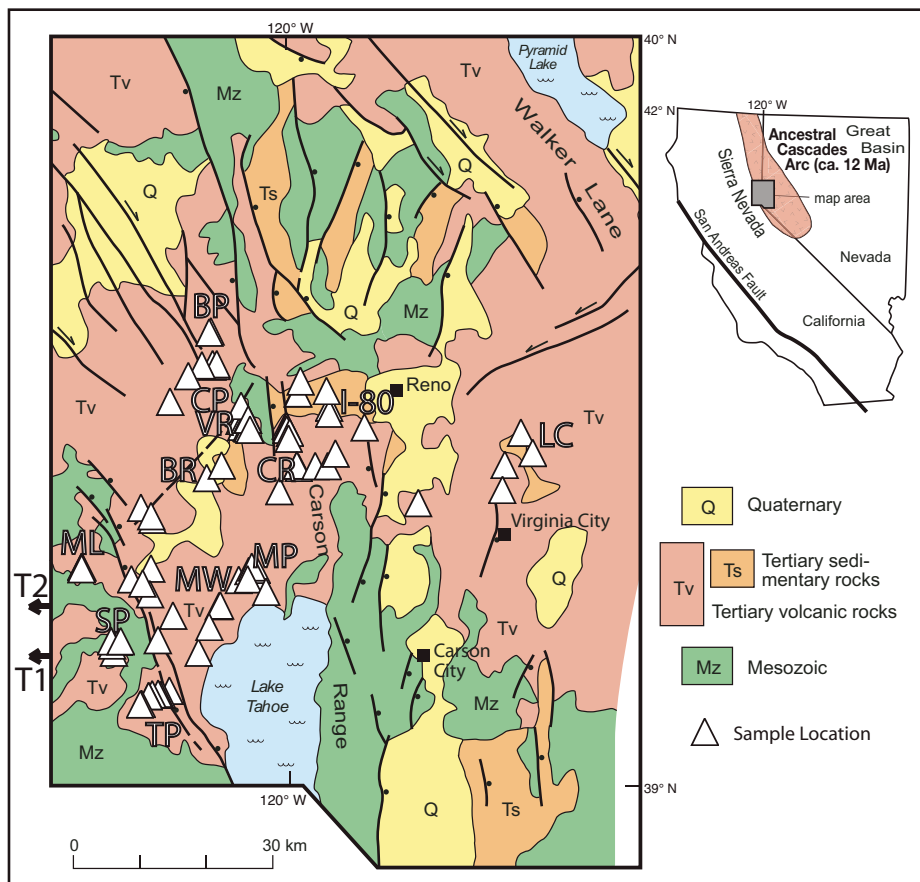 120° W
40° N
Pyramid
Lake
Tv
Mz
Tv
Walker
Lane
Q
Q
Ts
BP
Q
Mz
Reno
Tv
CP
I-80
VR
Tv
LC
BR
CR
Carson
Range
Virginia City
ML
MP
MW
Q
T2
Tv
SP
Tv
Carson
City
T1
Tv
Lake
Tahoe
Mz
TP
Mz
Q
Ts
120° W
39° N
0
30 km
42° N
120° W
Ancestral
Cascades
Arc (ca. 12 Ma)
Great
Basin
Sierra Nevada
map area
San Andreas Fault
Nevada
California
Q
Quaternary
Tv
Ts
Tertiary sedi-
mentary rocks
Tertiary volcanic rocks
Mz
Mesozoic
Sample Location